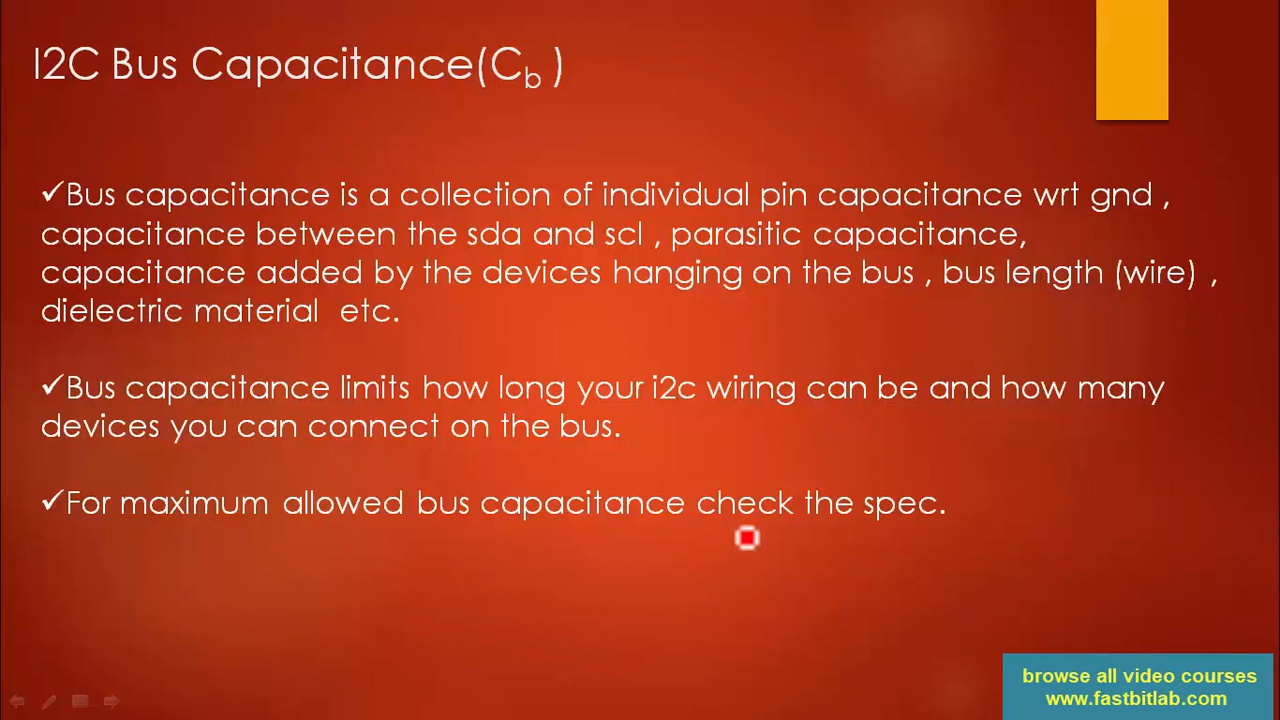 I2C Bus Capacitance(Cb )
✓Bus capacitance is a collection of individual pin capacitance wrt gnd ,
capacitance between the sda and scl , parasitic capacitance,
capacitance added by the devices hanging on the bus , bus length (wire) ,
dielectric material etc.
✓Bus capacitance limits how long your i2c wiring can be and how many
devices you can connect on the bus.
✓For maximum allowed bus capacitance check the spec.
browse all video courses
www.fastbitlab.com